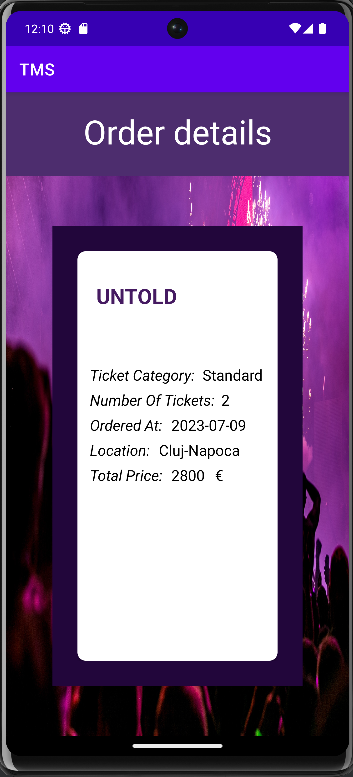 12:10
TMS
Order details
UNTOLD
Ticket Category: Standard
Number Of Tickets: 2
Ordered At: 2023-07-09
Location: Cluj-Napoca
Total Price: 2800 €